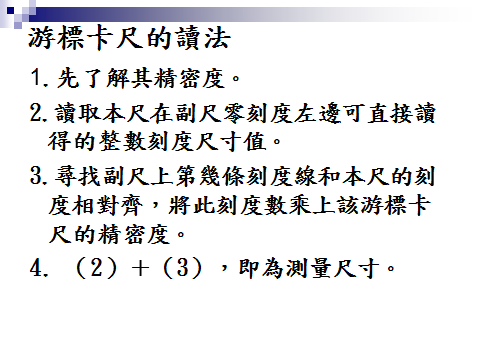 游標卡尺的讀法
1.先了解其精密度。
2.讀取本尺在副尺零刻度左邊可直接讀
得的整數刻度尺寸值。
3.尋找副尺上第幾條刻度線和本尺的刻
度相對齊，將此刻度數乘上該游標卡
尺的精密度。
4.（2）＋（3），即為測量尺寸。